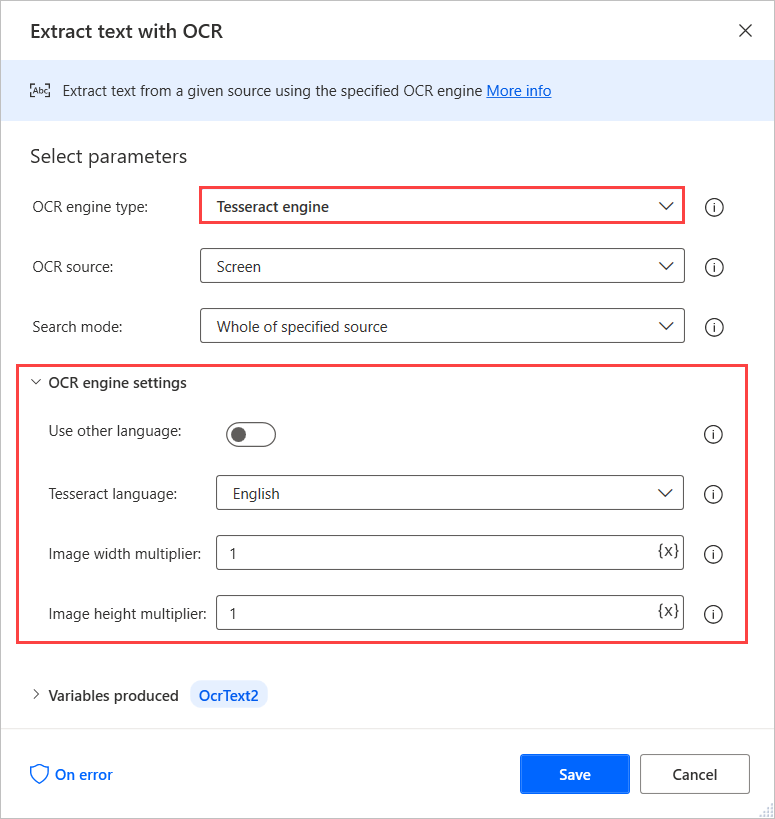 Extract text with OCR
Abc Extract text from a given source using the specified OCR engine More info
Select parameters
OCR engine type: Tesseract engine
OCR source: Screen
Search mode: Whole of specified source
OCR engine settings
Use other language:
Tesseract language: English
Image width multiplier: 1 {x}
Image height multiplier: 1 {x}
Variables produced OcrText2
On error Save Cancel